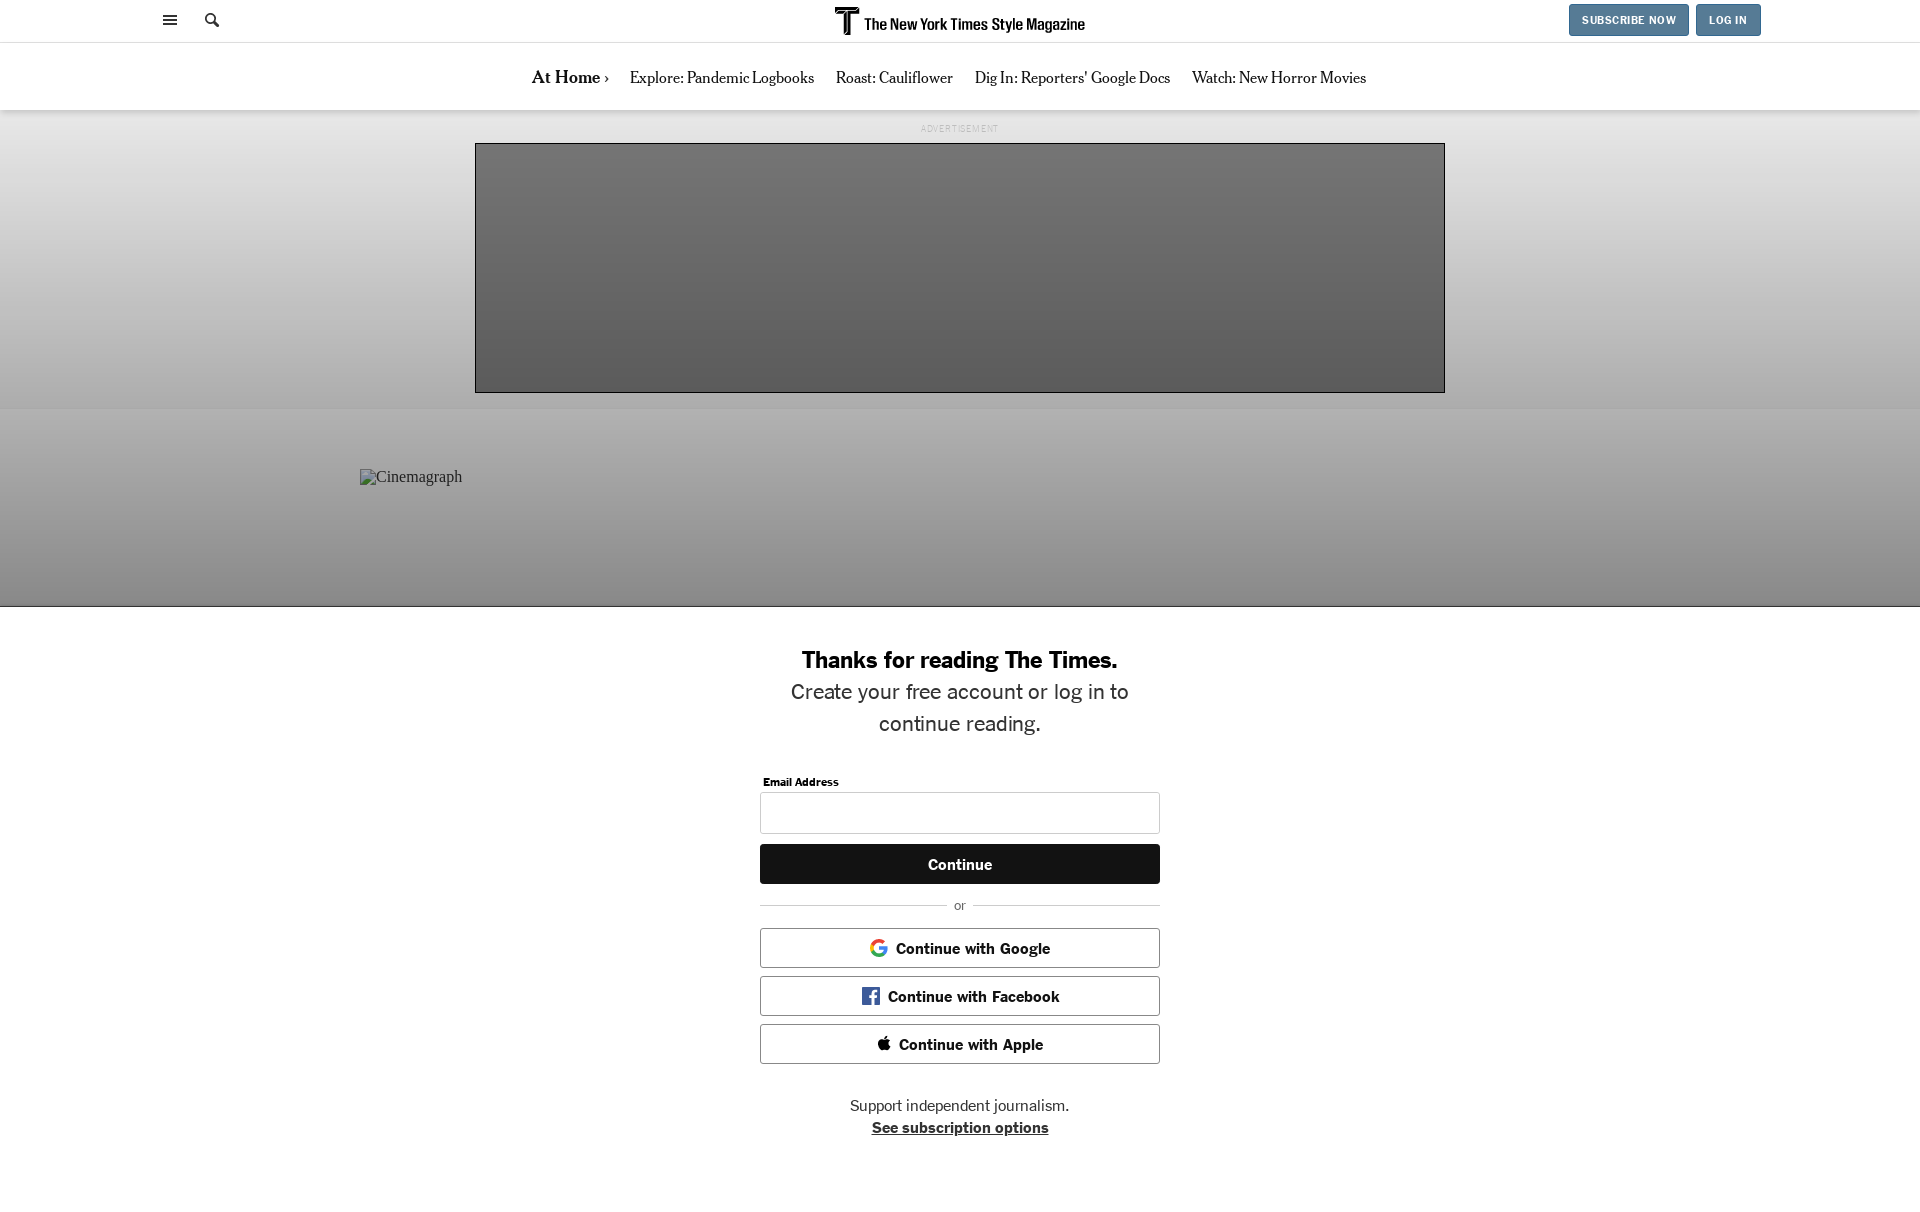 The New York Times Style Magazine
SUBSCRIBE NOW
LOG IN
At Home ›
Explore: Pandemic Logbooks
Roast: Cauliflower
Dig In: Reporters' Google Docs
Watch: New Horror Movies
ADVERTISEMENT
Cinemagraph
Thanks for reading The Times.
Create your free account or log in to
continue reading.
Email Address
Continue
or
Continue with Google
Continue with Facebook
Continue with Apple
Support independent journalism.
See subscription options